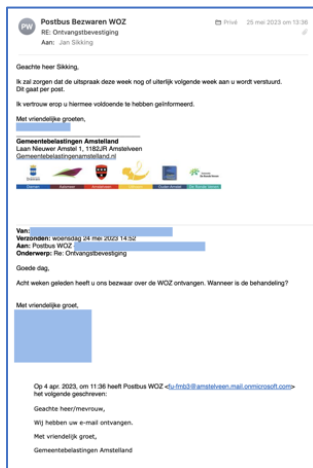 PW
Postbus Bezwaren WOZ
Privé 25 mei 2023 om 13:36
RE: Ontvangstbevestiging
Aan: Jan Sikking
Geachte heer Sikking,
Ik zal zorgen dat de uitspraak deze week nog of uiterlijk volgende week aan u wordt verstuurd.
Dit gaat per post.
Ik vertrouw erop u hiermee voldoende te hebben geïnformeerd.
Met vriendelijke groeten,
Gemeentebelastingen Amstelland
Laan Nieuwer Amstel 1, 1182JR Amstelveen
Gemeentebelastingenamstelland.nl
Van:
Verzonden: woensdag 24 mei 2023 14:52
Aan: Postbus WOZ
Onderwerp: Re: Ontvangstbevestiging
Goede dag,
Acht weken geleden heeft u ons bezwaar over de WOZ ontvangen. Wanneer is de behandeling?
Met vriendelijke groet,
Op 4 apr. 2023, om 11:36 heeft Postbus WOZ <tu-fmb3@amstelveen.mail.onmicrosoft.com>
het volgende geschreven:
Geachte heer/mevrouw,
Wij hebben uw e-mail ontvangen.
Met vriendelijk groet,
Gemeentebelastingen Amstelland